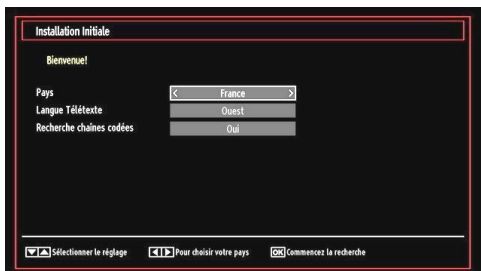 Installation Initiale
Bienvenue!
Pays < France >
Langue Télétexte Ouest
Recherche chaines codées Oui
Sélectionner le réglage Pour choisir votre pays OK Commencez la recherche